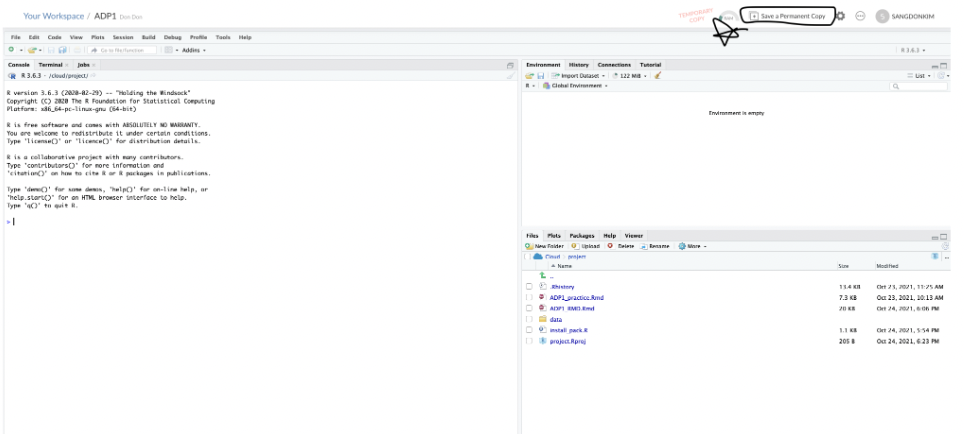 Your Workspace / ADP1 Don Don
TEMPORARY COPY
Save a Permanent Copy
SANGDONKIM
File Edit Code View Plots Session Build Debug Profile Tools Help
Go to file/function
Addins
R 3.6.3
Console Terminal Jobs
R 3.6.3 · /cloud/project/
R version 3.6.3 (2020-02-29) -- "Holding the Windsock"
Copyright (C) 2020 The R Foundation for Statistical Computing
Platform: x86_64-pc-linux-gnu (64-bit)
R is free software and comes with ABSOLUTELY NO WARRANTY.
You are welcome to redistribute it under certain conditions.
Type 'license()' or 'licence()' for distribution details.
R is a collaborative project with many contributors.
Type 'contributors()' for more information and
'citation()' on how to cite R or R packages in publications.
Type 'demo()' for some demos, 'help()' for on-line help, or
'help.start()' for an HTML browser interface to help.
Type 'q()' to quit R.
>
Environment History Connections Tutorial
Import Dataset 122 MiB List
R Global Environment
Environment is empty
Files Plots Packages Help Viewer
New Folder Upload Delete Rename More
Cloud project
Name Size Modified
..
.Rhistory 13.4 KB Oct 23, 2021, 11:25 AM
ADP1_practice.Rmd 7.3 KB Oct 23, 2021, 10:13 AM
ADP1_RMD.Rmd 20 KB Oct 24, 2021, 6:06 PM
data
install_pack.R 1.1 KB Oct 24, 2021, 5:54 PM
project.Rproj 205 B Oct 24, 2021, 6:23 PM